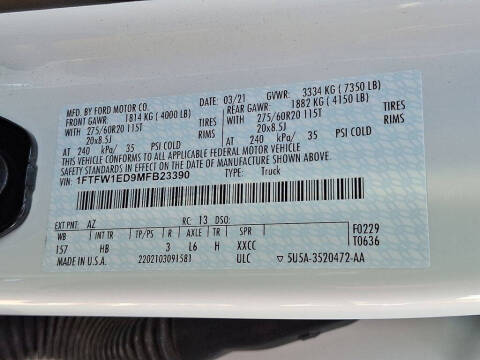 MFD. BY FORD MOTOR CO.
DATE: 03/21 GVWR: 3334 KG ( 7350 LB)
FRONT GAWR: 1814 KG ( 4000 LB) REAR GAWR: 1882 KG ( 4150 LB)
WITH 275/60R20 115T TIRES WITH 275/60R20 115T TIRES
20x8.5J RIMS 20x8.5J RIMS
AT 240 kPa/ 35 PSI COLD AT 240 kPa/ 35 PSI COLD
THIS VEHICLE CONFORMS TO ALL APPLICABLE FEDERAL MOTOR VEHICLE
SAFETY STANDARDS IN EFFECT ON THE DATE OF MANUFACTURE SHOWN ABOVE.
VIN: 1FTFW1ED9MFB23390 TYPE: Truck
EXT PNT: AZ RC: 13 DSO:
WB INT TR TP R AXLE TR SPR
157 HB 3 L6 H XXCC
F0229
T0636
MADE IN U.S.A. 2202103091581 ULC ▽ 5U5A-3520472-AA